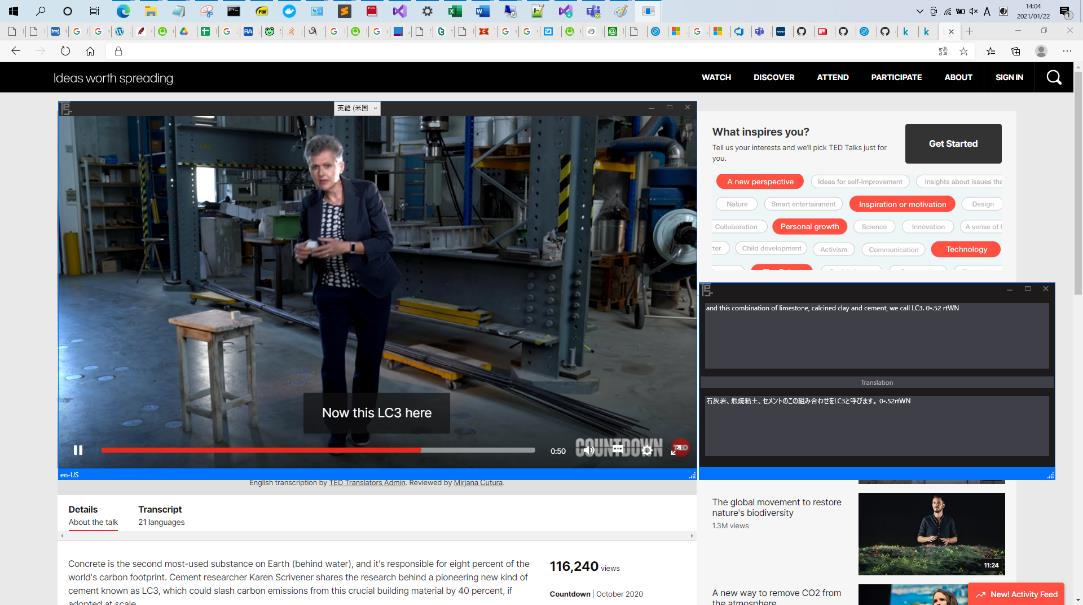 14:04
2021/01/22
Ideas worth spreading
WATCH
DISCOVER
ATTEND
PARTICIPATE
ABOUT
SIGN IN
英語 (米国
What inspires you?
Tell us your interests and we'll pick TED Talks just for
you.
Get Started
A new perspective
Ideas for self-improvement
Insights about issues tha
Nature
Smart entertainment
Inspiration or motivation
Design
Collaboration
Personal growth
Science
Innovation
A sense of
ter
Child development
Activism
Communication
Technology
and this combination of limestone, calcined clay and cement, we call LC3. 0•.52 rtWN
Translation
石灰岩、煆焼粘土、セメントのこの組み合わせをLC3と呼びます。 0•.52rtWN
Now this LC3 here
0:50
COUNTDOWN
en-US
English transcription by TED Translators Admin. Reviewed by Mirjana Cutura.
Details
About the talk
Transcript
21 languages
Concrete is the second most-used substance on Earth (behind water), and it's responsible for eight percent of the
world's carbon footprint. Cement researcher Karen Scrivener shares the research behind a pioneering new kind of
cement known as LC3, which could slash carbon emissions from this crucial building material by 40 percent, if
adopted at scale.
116,240 views
Countdown | October 2020
The global movement to restore
nature's biodiversity
1.3M views
11:24
A new way to remove CO2 from
the atmosphere
New! Activity Feed